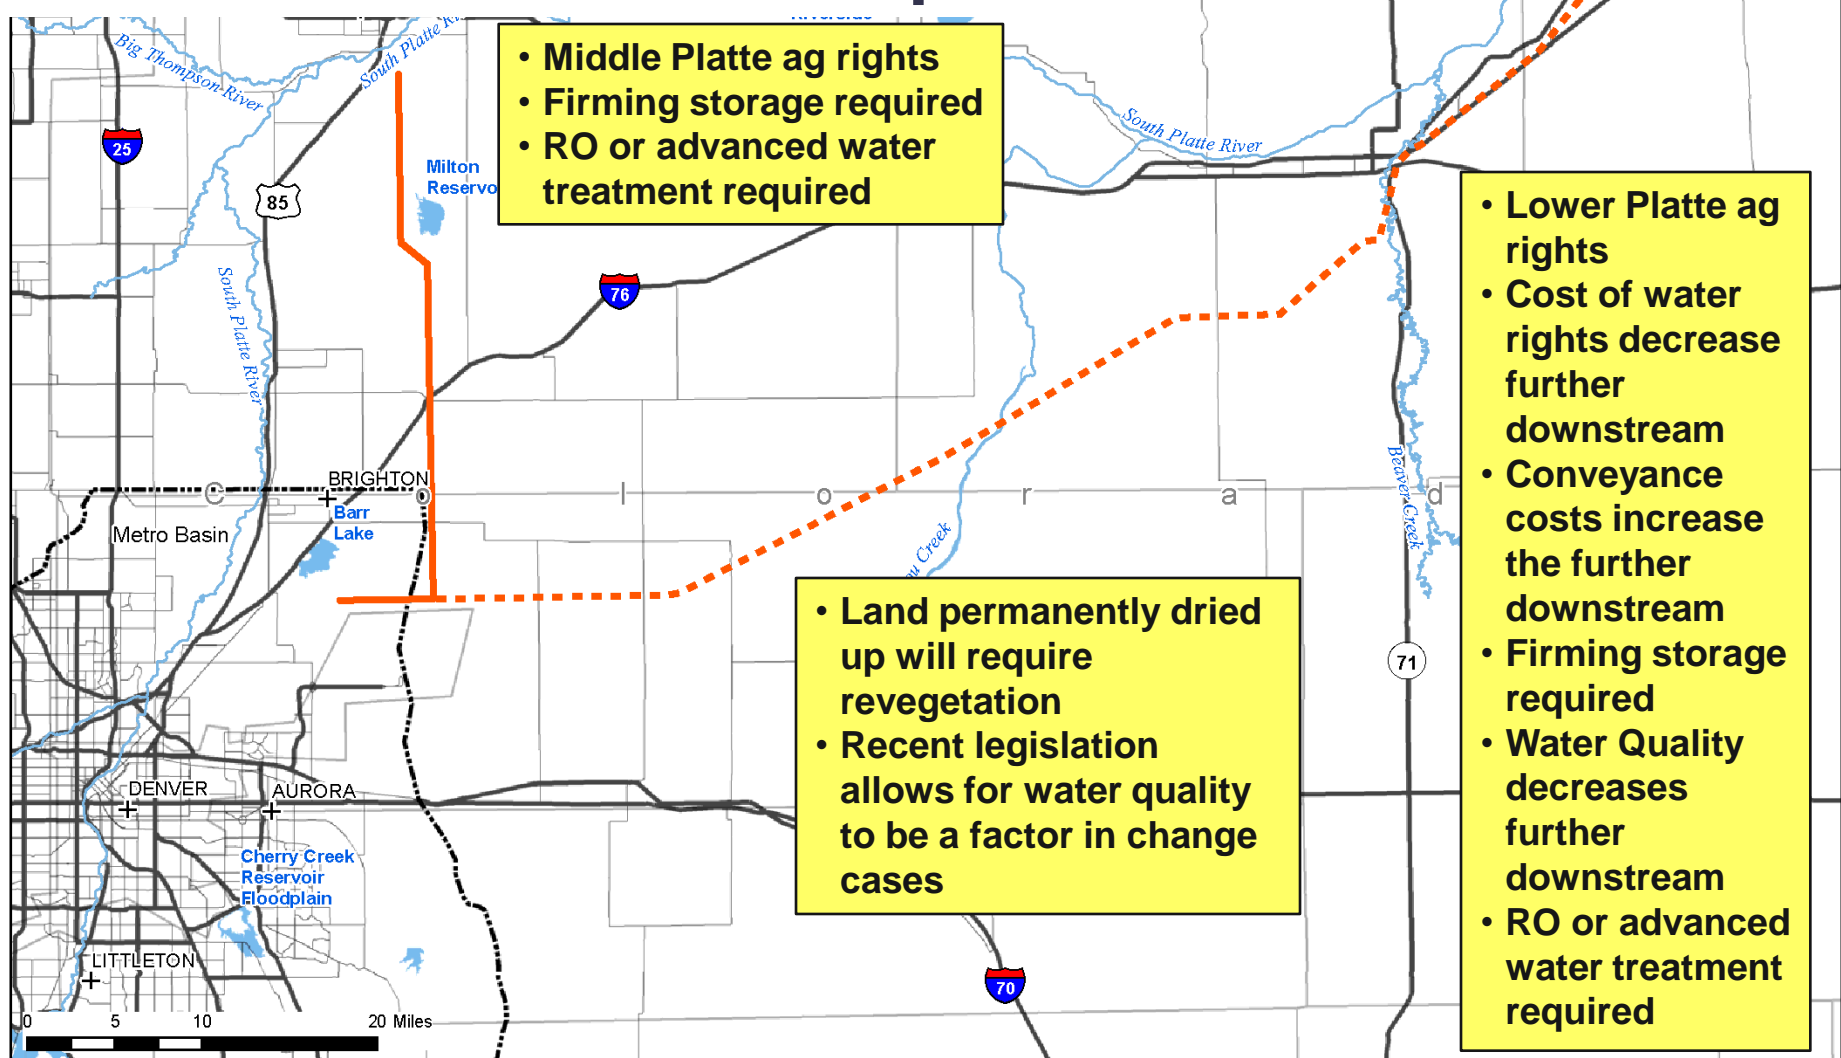 Big Thompson River
South Platte
25
85
Milton
• Middle Platte ag rights
• Firming storage required
• RO or advanced water
treatment required
South Platte River
76
South Platte River
• Lower Platte ag
rights
• Cost of water
rights decrease
further
downstream
• Conveyance
costs increase
the further
downstream
• Firming storage
required
• Water Quality
decreases
further
downstream
• RO or advanced
water treatment
required
BRIGHTON
C o l o r a d
Barr
Lake
Metro Basin
Beaver Creek
Creek
• Land permanently dried
up will require
revegetation
• Recent legislation
allows for water quality
to be a factor in change
cases
71
DENVER
AURORA
Cherry Creek
Reservoir
Floodplain
LITTLETON
70
0 5 10 20 Miles